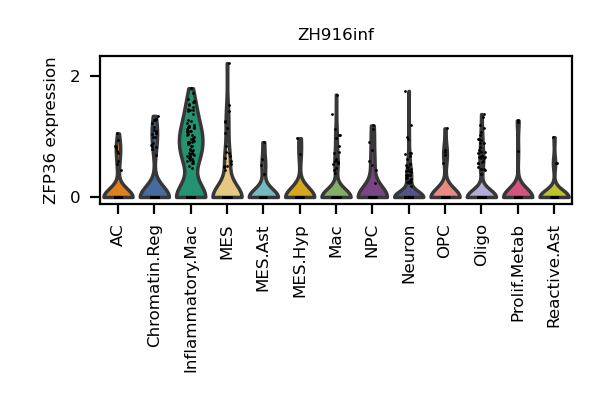 ZH916inf
ZFP36 expression
2
0
AC
Chromatin.Reg
Inflammatory.Mac
MES
MES.Ast
MES.Hyp
Mac
NPC
Neuron
OPC
Oligo
Prolif.Metab
Reactive.Ast